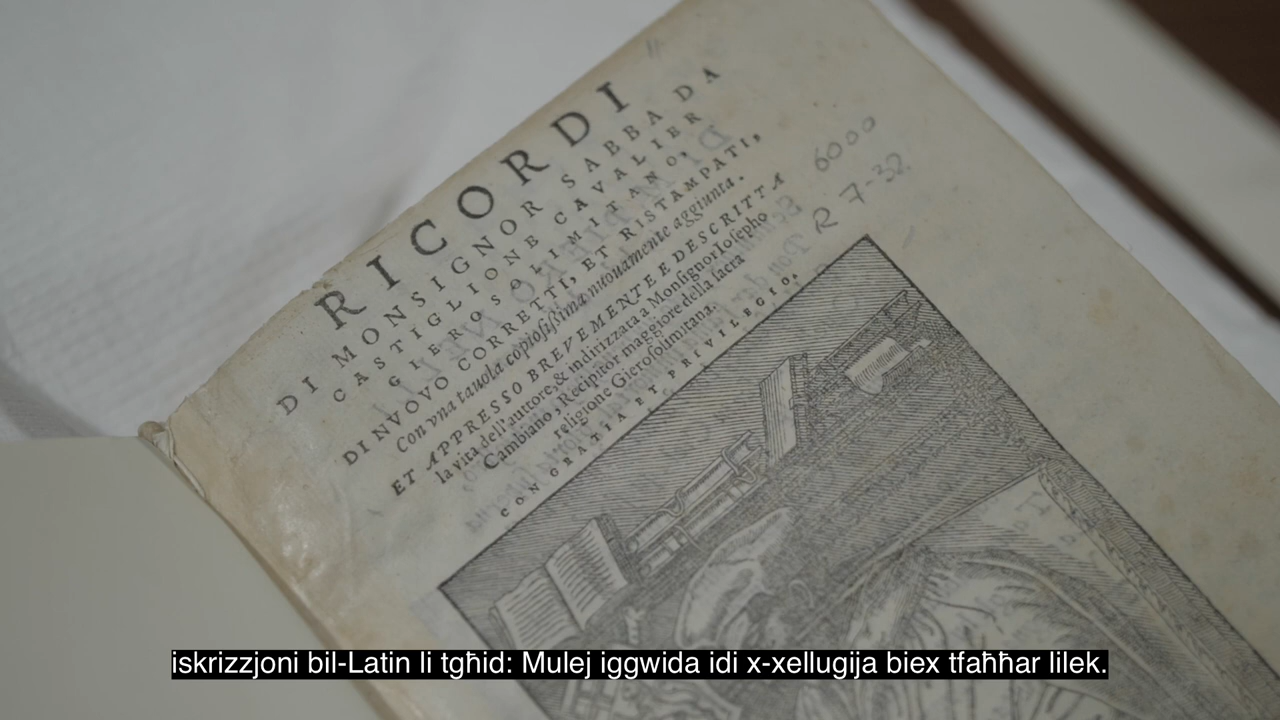 RICORDI
DI MONSIGNOR SABBA DA
CASTIGLIONE CAVALIER
GIEROSOLIMITANO,
DI NVOVO CORRETTI, ET RISTAMPATI,
Con vna tauola copiosissima nuouamente aggiunta.
ET APPRESSO BREVEMENTE E DESCRITTA
la vita dell'auttore, & indirizzata a Monsignor Iosepho
Cambiano, Recipitor maggiore della sacra
religione Gierosolimitana.
CON GRATIA ET PRIVILEGIO.
6000
R 7-32
iskrizzjoni bil-Latin li tgħid: Mulej iggwida idi x-xellugija biex tfaħħar lilek.